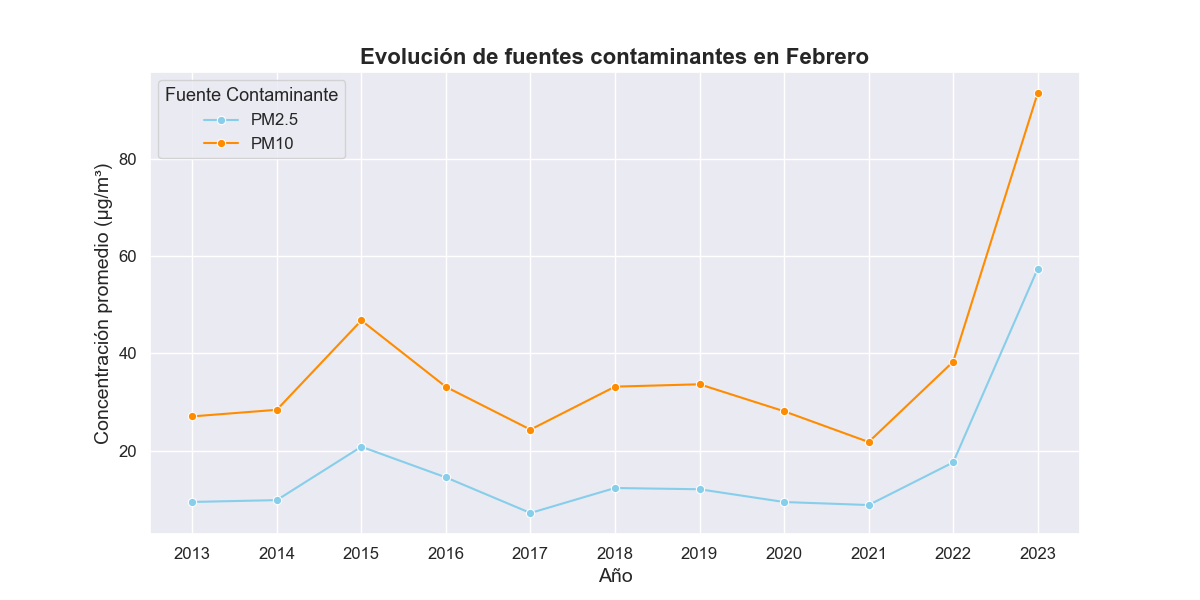 Evolución de fuentes contaminantes en Febrero
Fuente Contaminante
PM2.5
PM10
Concentración promedio (µg/m³)
80
60
40
20
2013 2014 2015 2016 2017 2018 2019 2020 2021 2022 2023
Año